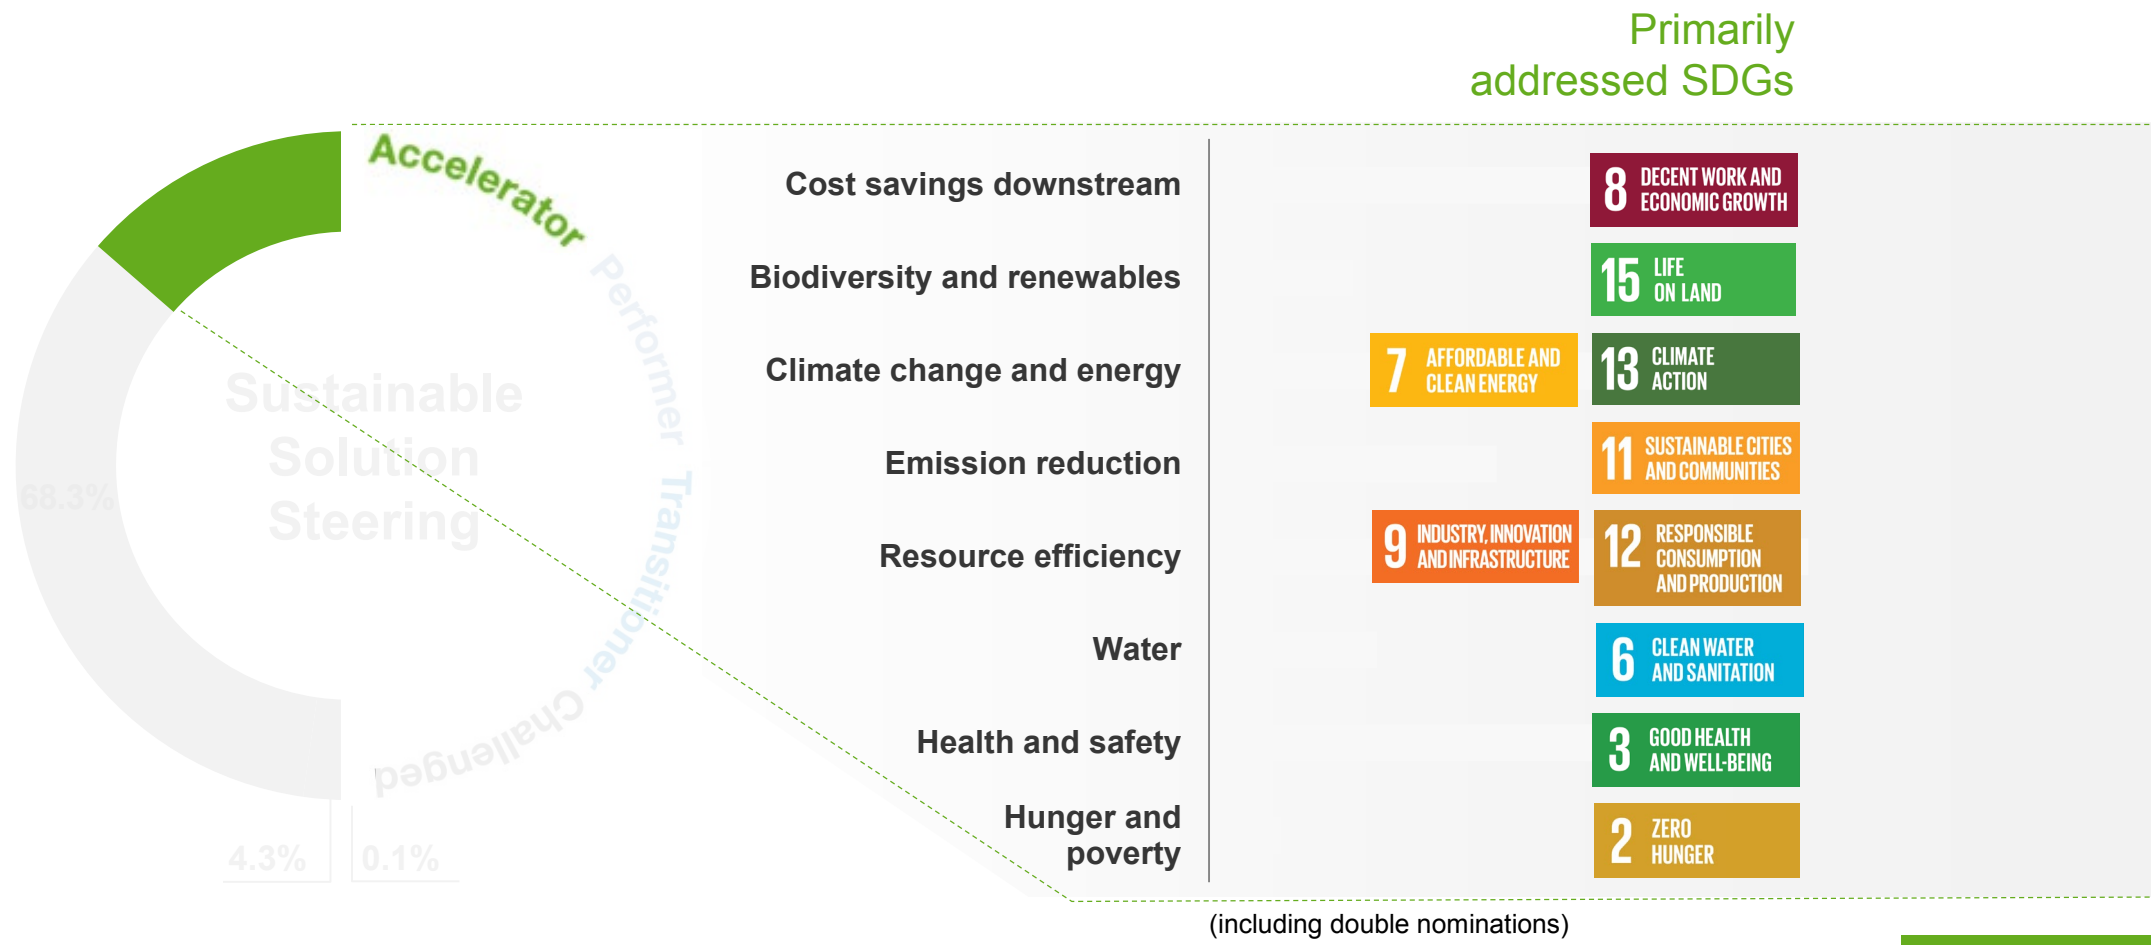 Primarily
addressed SDGs
Accelerator
Performer
Transitioner
Challenged
Sustainable
Solution
Steering
68.3%
4.3%
0.1%
Cost savings downstream
8 DECENT WORK AND
ECONOMIC GROWTH
Biodiversity and renewables
15 LIFE
ON LAND
Climate change and energy
7 AFFORDABLE AND
CLEAN ENERGY
13 CLIMATE
ACTION
Emission reduction
11 SUSTAINABLE CITIES
AND COMMUNITIES
Resource efficiency
9 INDUSTRY, INNOVATION
AND INFRASTRUCTURE
12 RESPONSIBLE
CONSUMPTION
AND PRODUCTION
Water
6 CLEAN WATER
AND SANITATION
Health and safety
3 GOOD HEALTH
AND WELL-BEING
Hunger and
poverty
2 ZERO
HUNGER
(including double nominations)